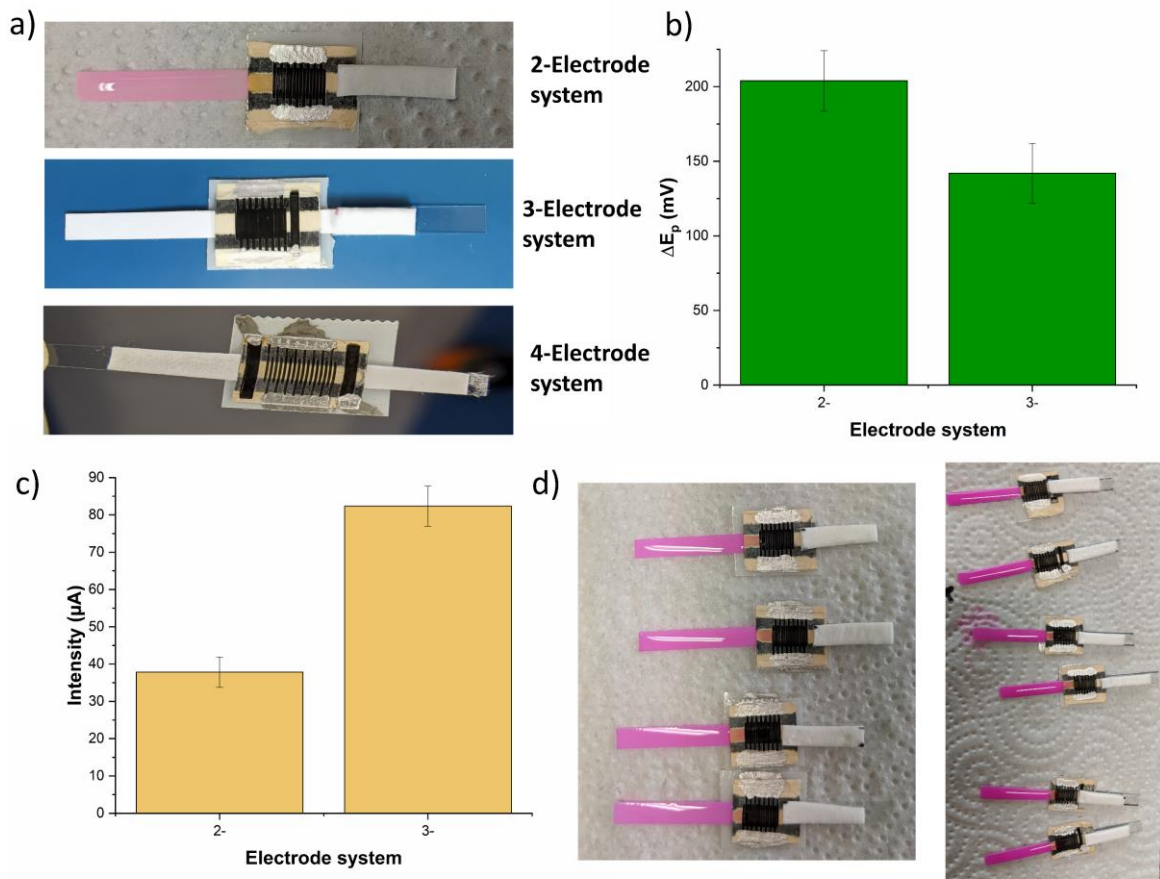 a)
2-Electrode
system
3-Electrode
system
4-Electrode
system
b)
ΔEp (mV)
200
150
100
50
0
2-
3-
Electrode system
c)
Intensity (µA)
90
80
70
60
50
40
30
20
10
0
2-
3-
Electrode system
d)